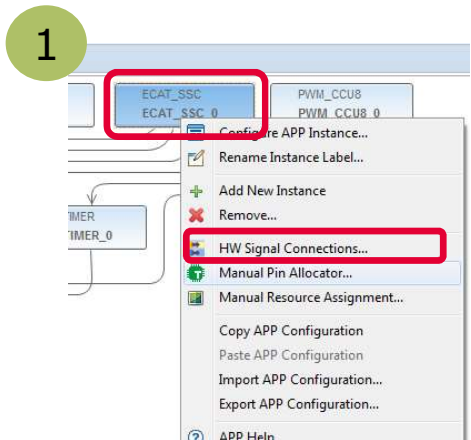 1
ECAT_SSC
ECAT_SSC_0
PWM_CCU8
PWM_CCU8_0
Configure APP Instance...
Rename Instance Label...
Add New Instance
Remove...
IMER
TIMER_0
HW Signal Connections...
Manual Pin Allocator...
Manual Resource Assignment...
Copy APP Configuration
Paste APP Configuration
Import APP Configuration...
Export APP Configuration...
APP Help